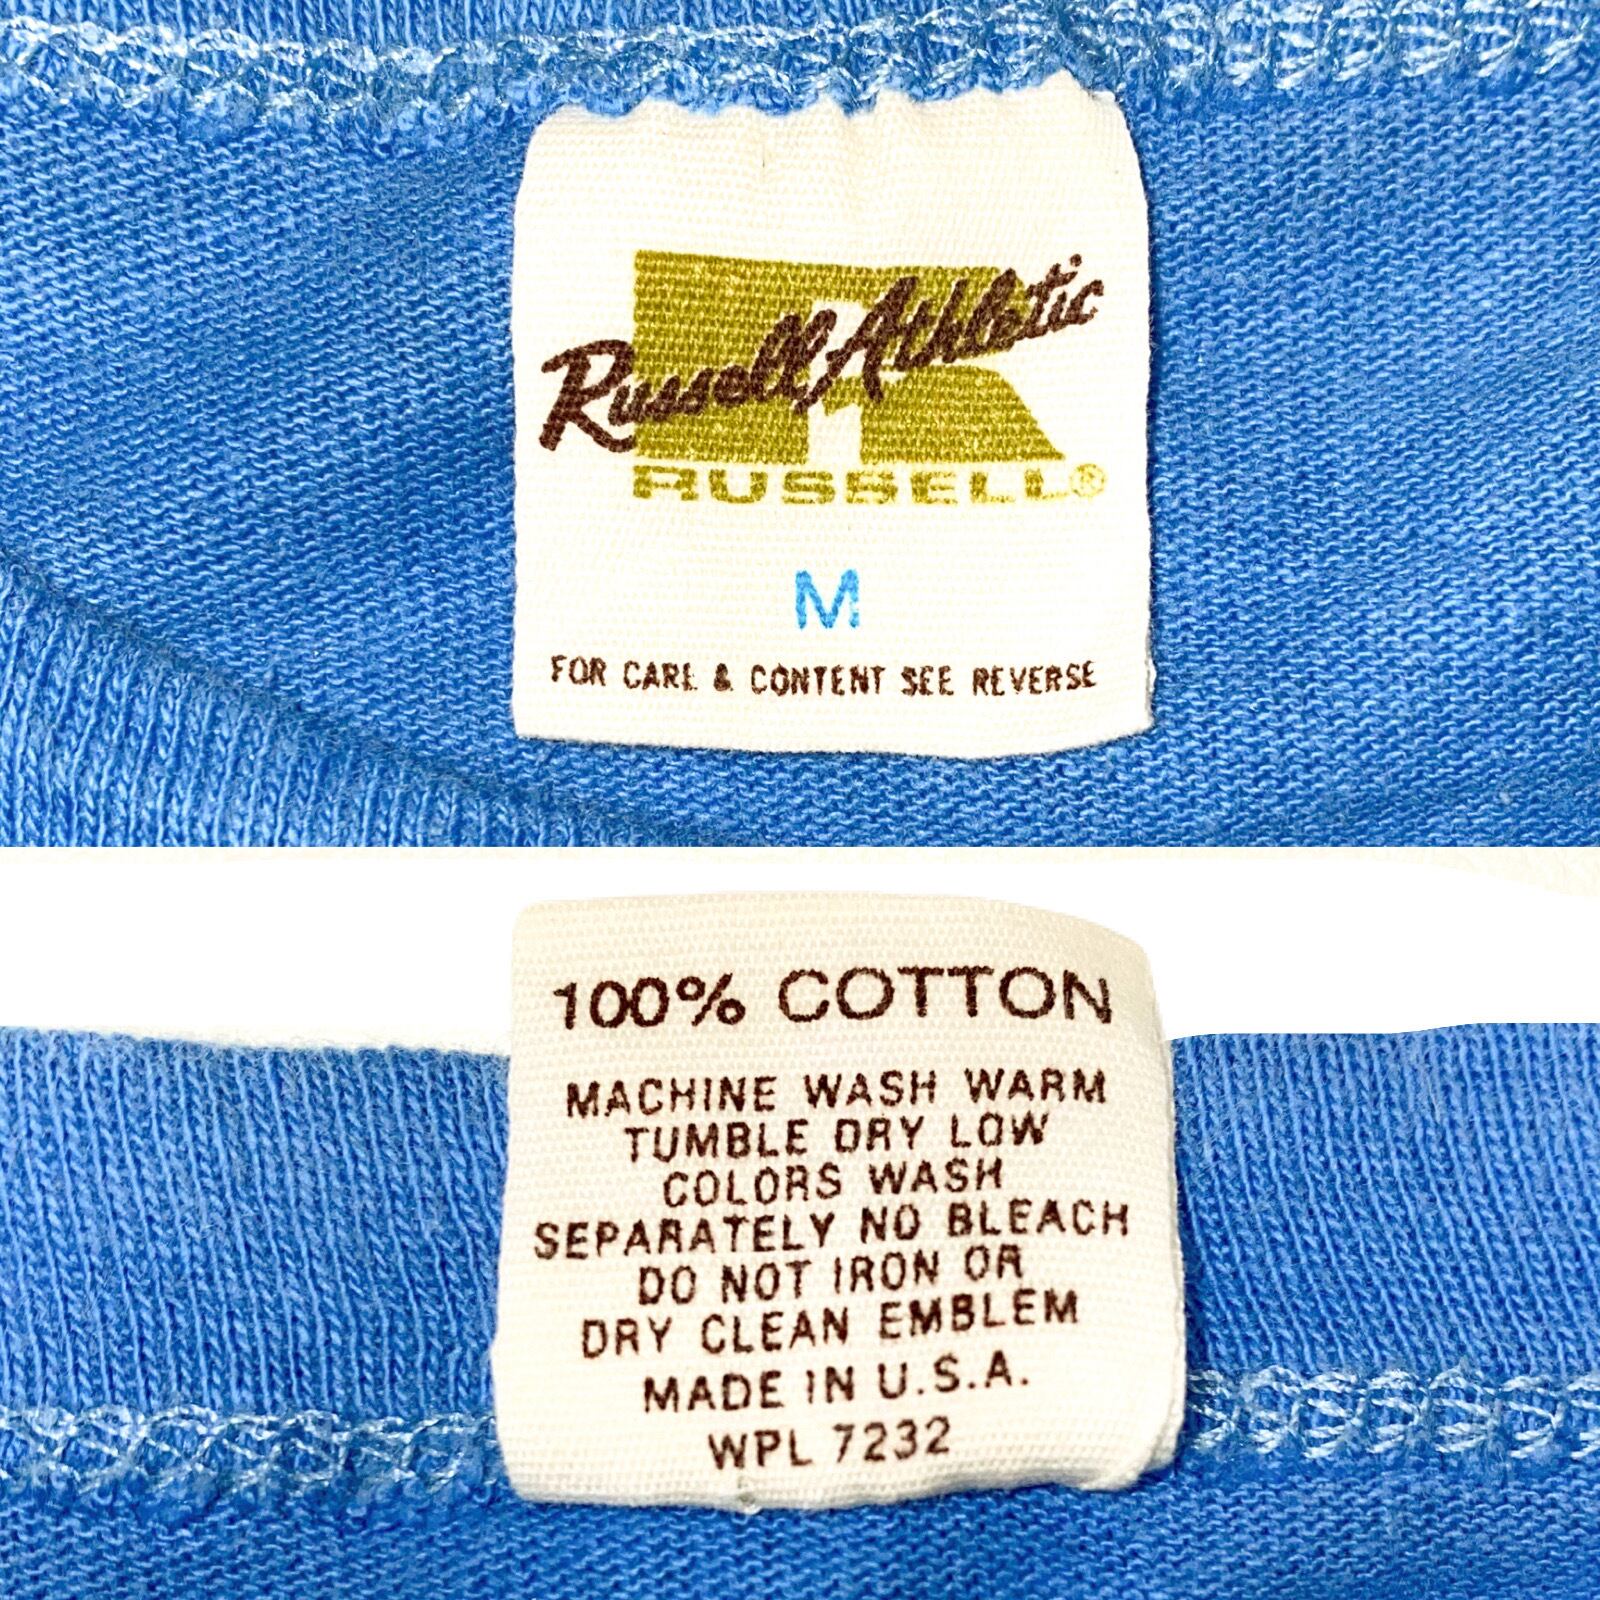 Russell Athletic
RUSSELL®
M
FOR CARE & CONTENT SEE REVERSE
100% COTTON
MACHINE WASH WARM
TUMBLE DRY LOW
COLORS WASH
SEPARATELY NO BLEACH
DO NOT IRON OR
DRY CLEAN EMBLEM
MADE IN U.S.A.
WPL 7232